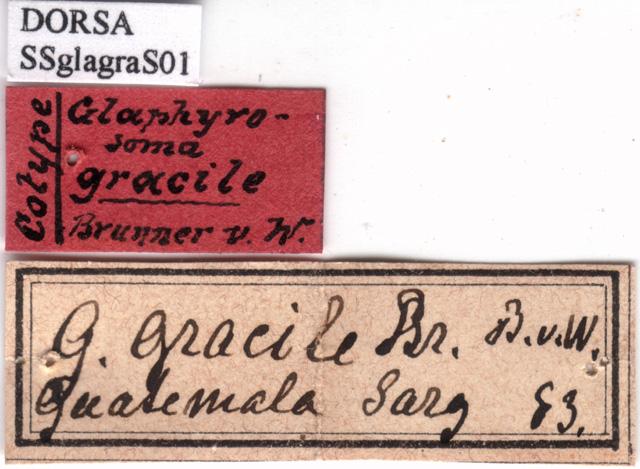 DORSA
SSglagraS01
Cotype
Glaphyro-
soma
gracile
Brunner v. W.
G. gracile Br. B.v.W.
Guatemala Sarg 83.